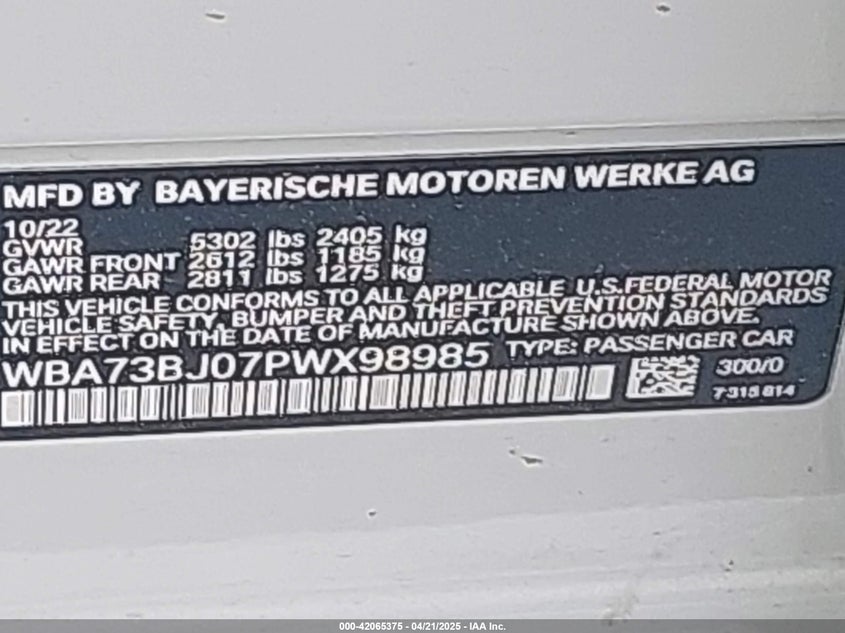 MFD BY BAYERISCHE MOTOREN WERKE AG
10/22
GVWR 5302 lbs 2405 kg
GAWR FRONT 2612 lbs 1185 kg
GAWR REAR 2811 lbs 1275 kg
THIS VEHICLE CONFORMS TO ALL APPLICABLE U.S.FEDERAL MOTOR
VEHICLE SAFETY, BUMPER AND THEFT PREVENTION STANDARDS
IN EFFECT ON THE DATE OF MANUFACTURE SHOWN ABOVE.
WBA73BJ07PWX98985 TYPE: PASSENGER CAR
300/0
7 315 614
000-42065375 - 04/21/2025 - IAA Inc.